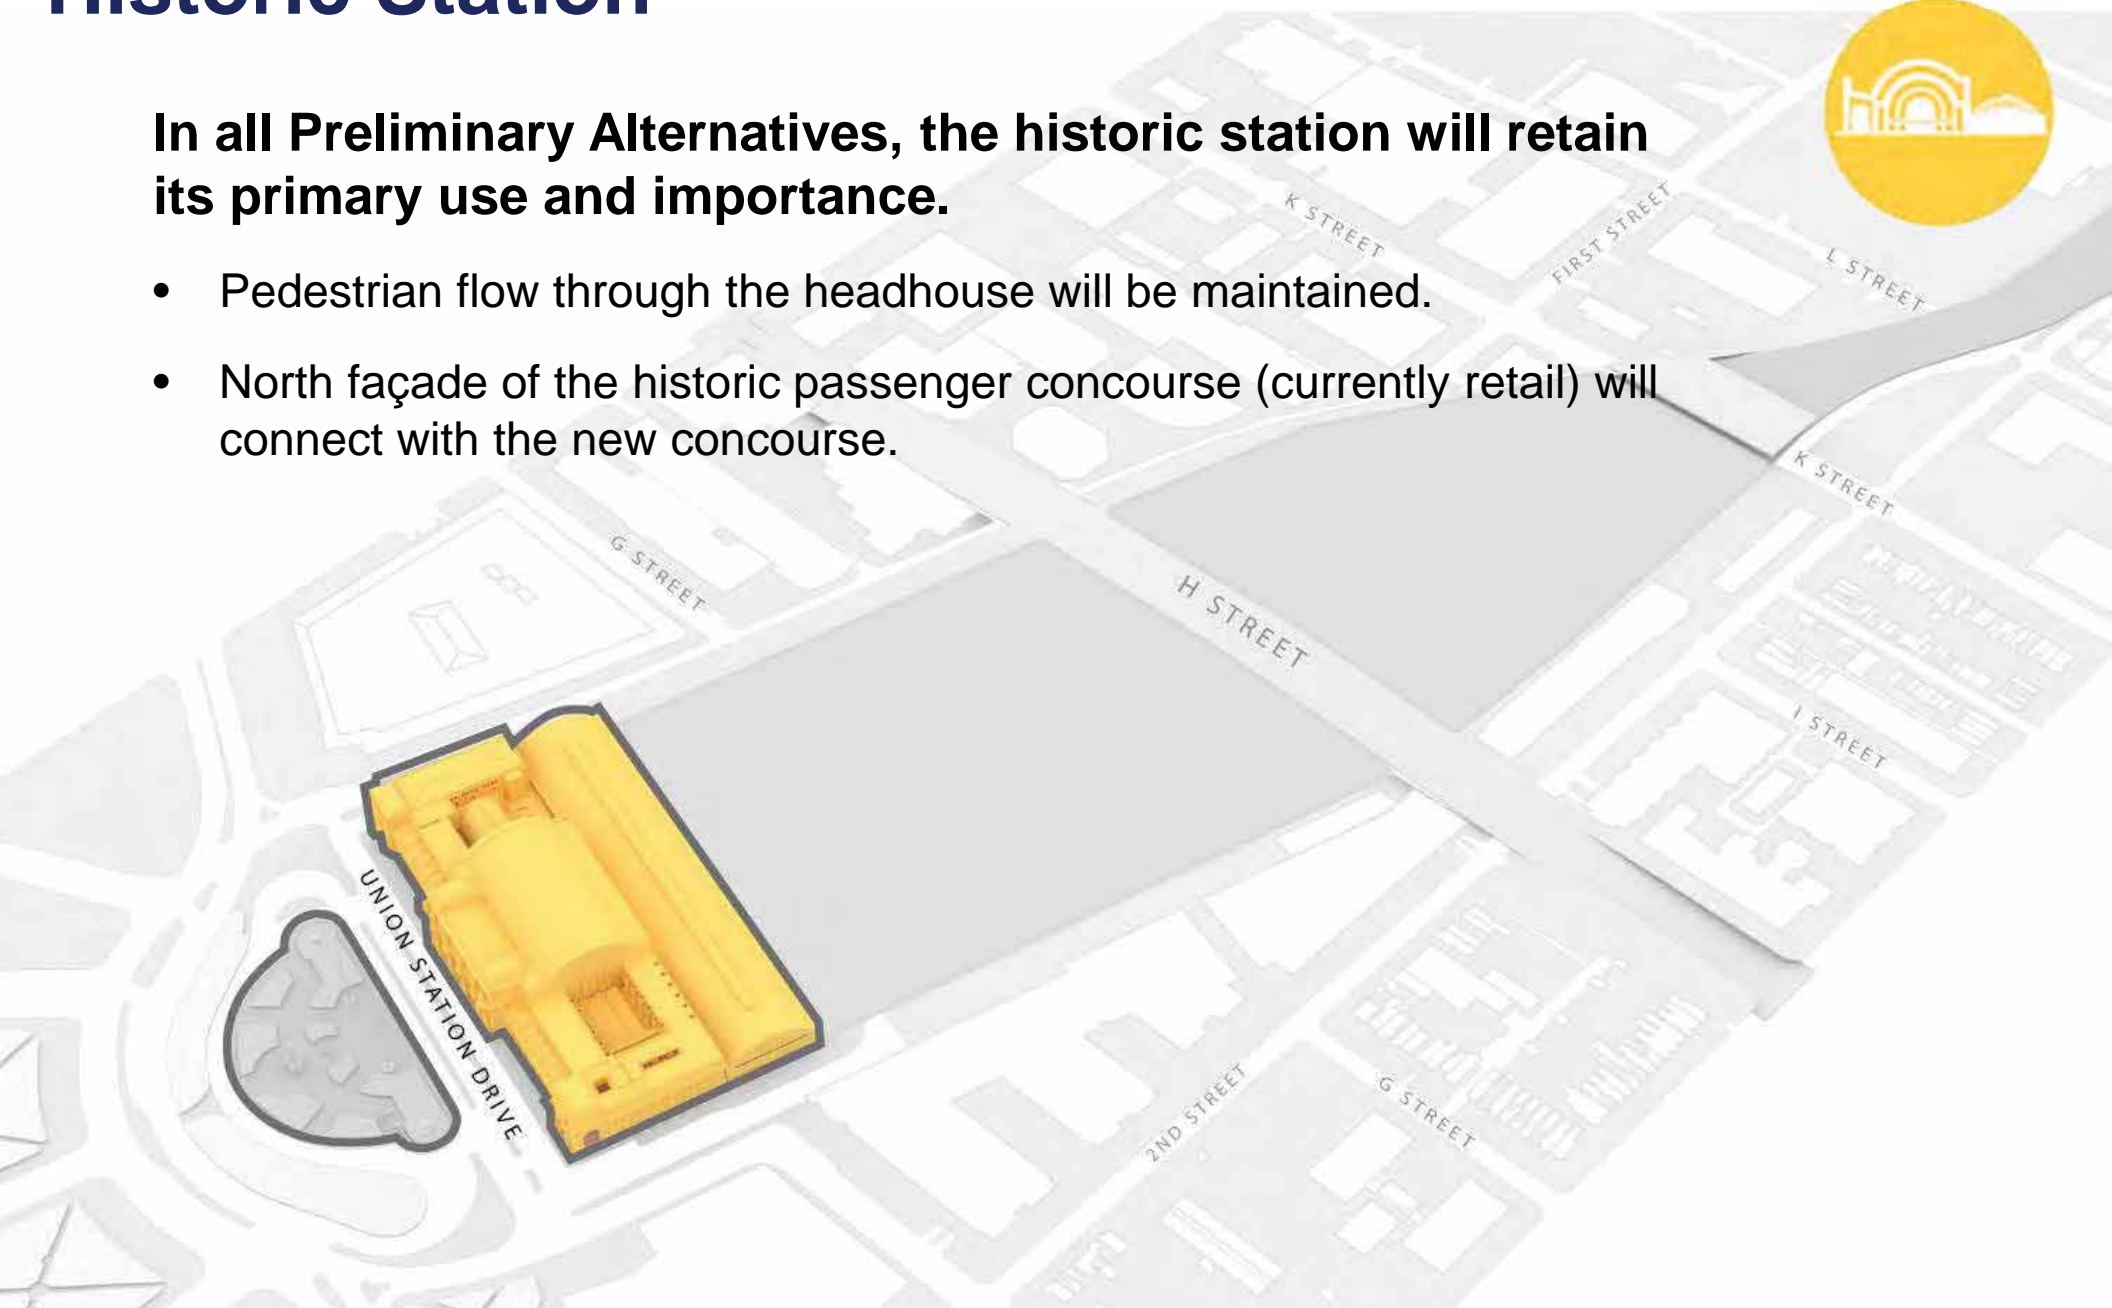 Historic Station
In all Preliminary Alternatives, the historic station will retain
its primary use and importance.
• Pedestrian flow through the headhouse will be maintained.
• North façade of the historic passenger concourse (currently retail) will
connect with the new concourse.
K STREET
FIRST STREET
L STREET
K STREET
G STREET
H STREET
I STREET
UNION STATION DRIVE
2ND STREET
G STREET